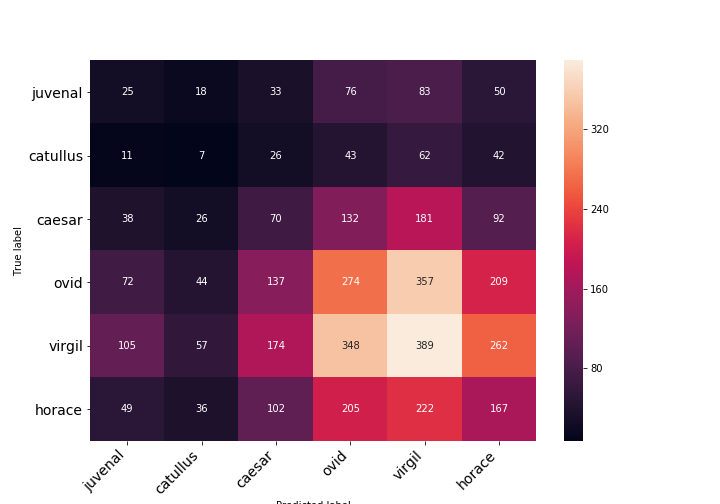 juvenal 25 18 33 76 83 50
catullus 11 7 26 43 62 42
caesar 38 26 70 132 181 92
ovid 72 44 137 274 357 209
virgil 105 57 174 348 389 262
horace 49 36 102 205 222 167
True label
juvenal catullus caesar ovid virgil horace
Predicted label
320
240
160
80